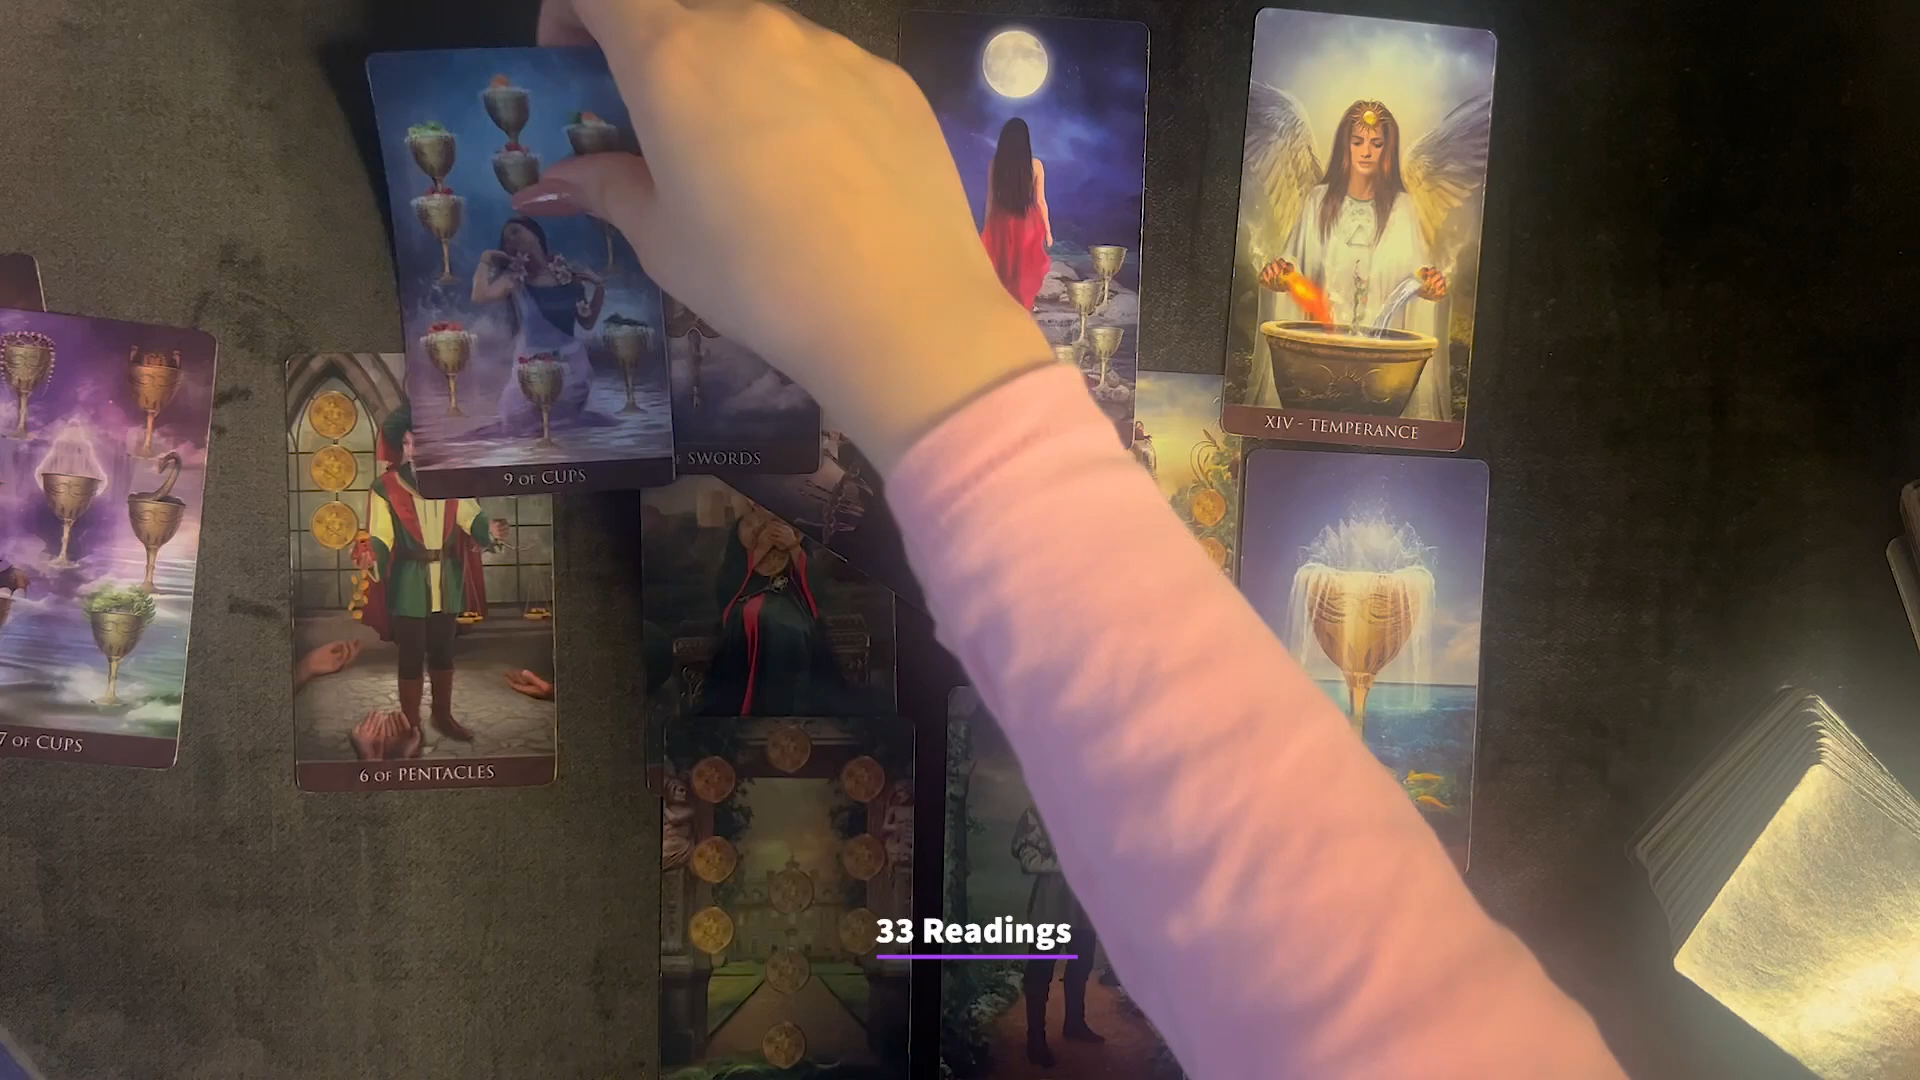 XIV - TEMPERANCE
SWORDS
9 OF CUPS
7 OF CUPS
6 OF PENTACLES
33 Readings